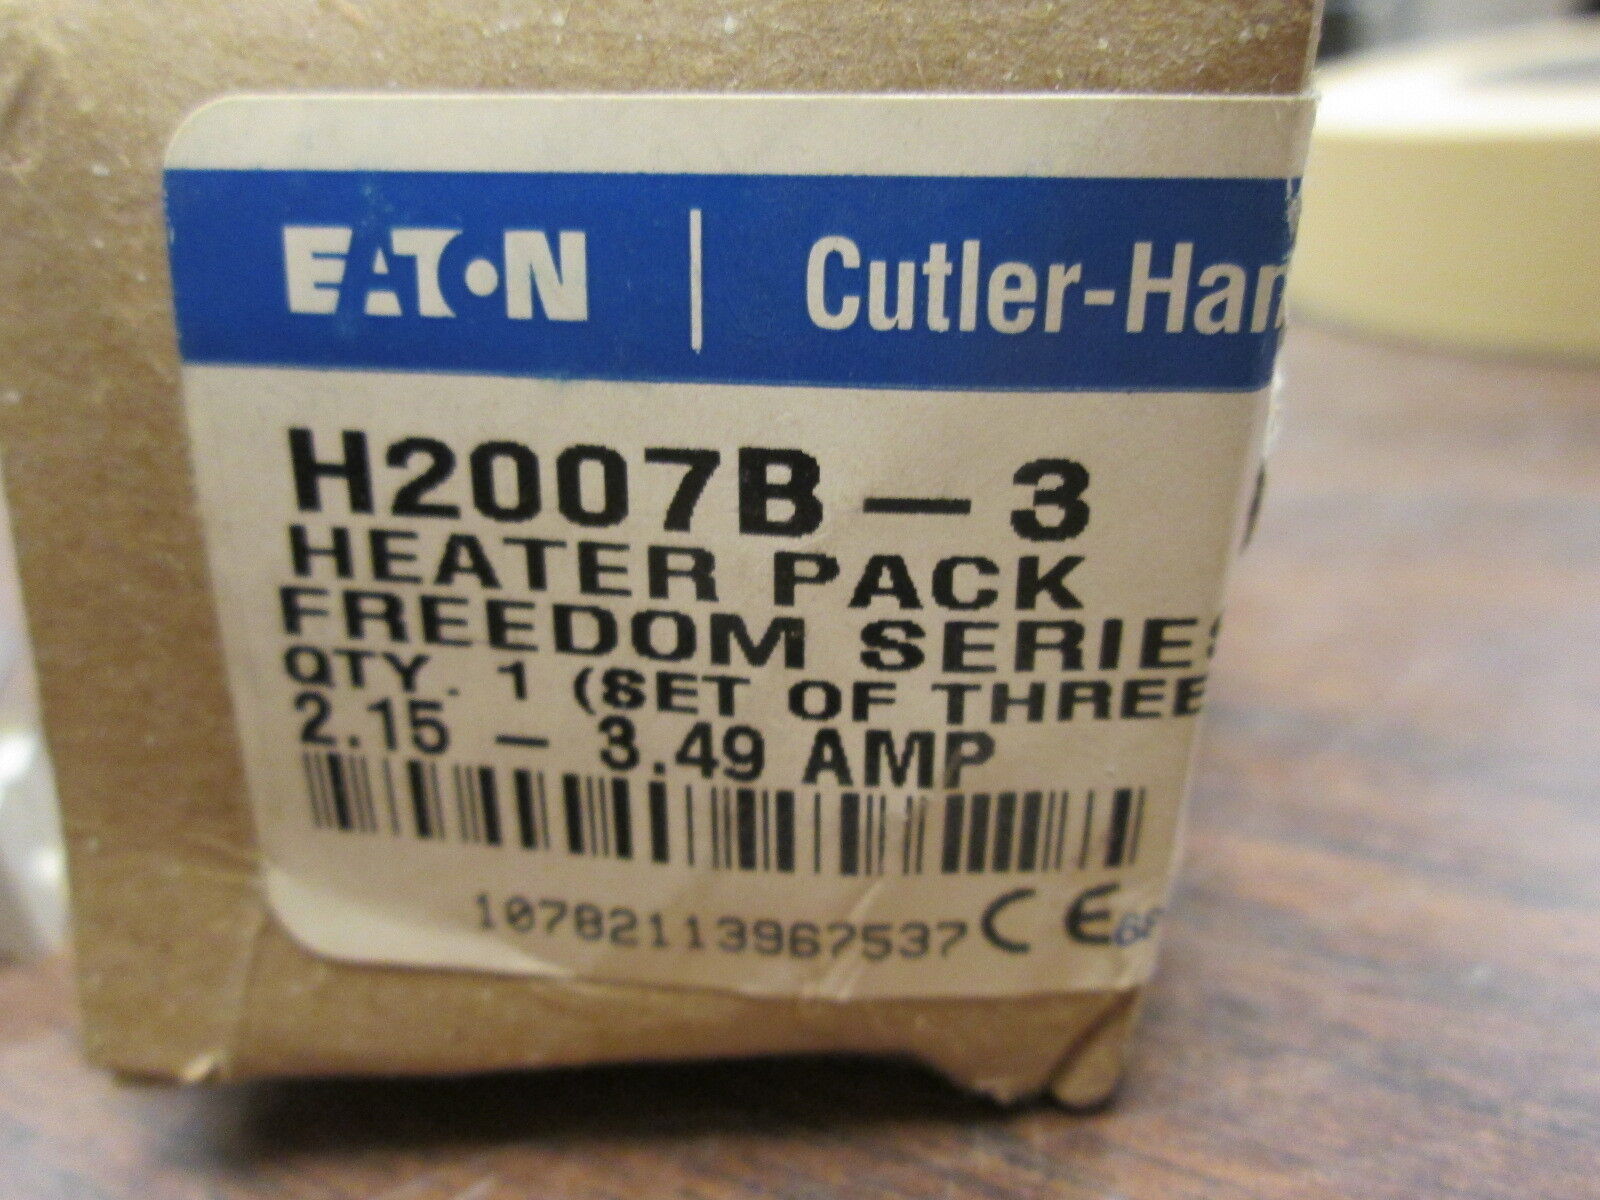 EATON | Cutler-Han
H2007B-3
HEATER PACK
FREEDOM SERIES
QTY. 1 (SET OF THREE
2.15 - 3.49 AMP
10782113967537 CE